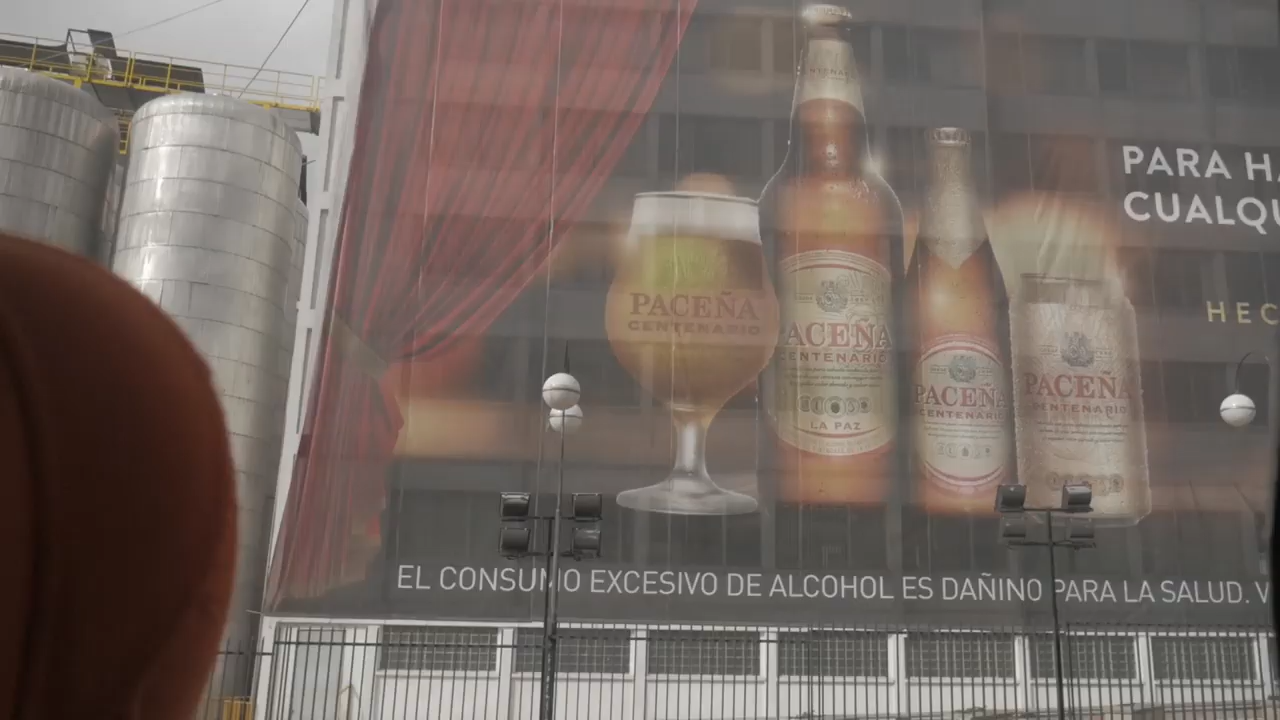 PARA HA
CUALQU
HEC
PACEÑA
CENTENARIO
PACEÑA
CENTENARIO
LA PAZ
PACEÑA
CENTENARIO
PACEÑA
CENTENARIO
EL CONSUMO EXCESIVO DE ALCOHOL ES DAÑINO PARA LA SALUD. V